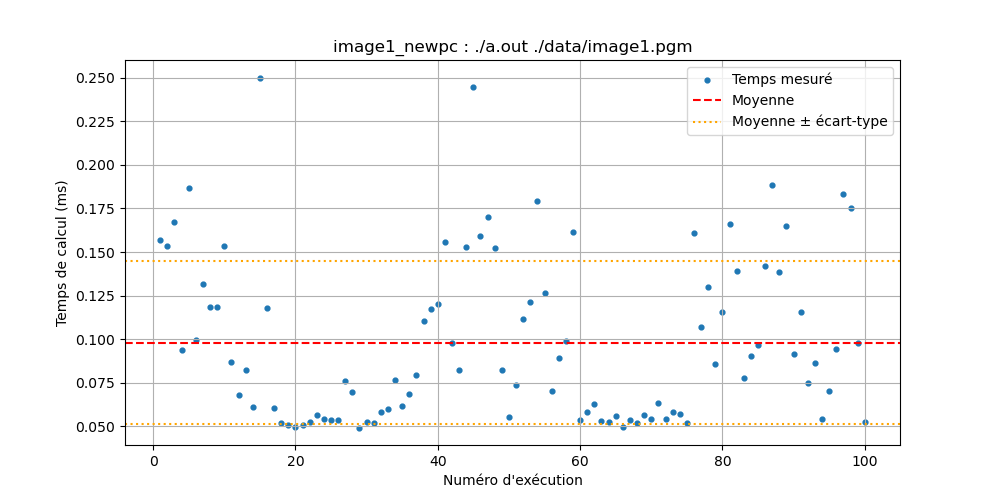 image1_newpc : ./a.out ./data/image1.pgm
Temps mesuré
Moyenne
Moyenne ± écart-type
Temps de calcul (ms)
0.250
0.225
0.200
0.175
0.150
0.125
0.100
0.075
0.050
0 20 40 60 80 100
Numéro d'exécution